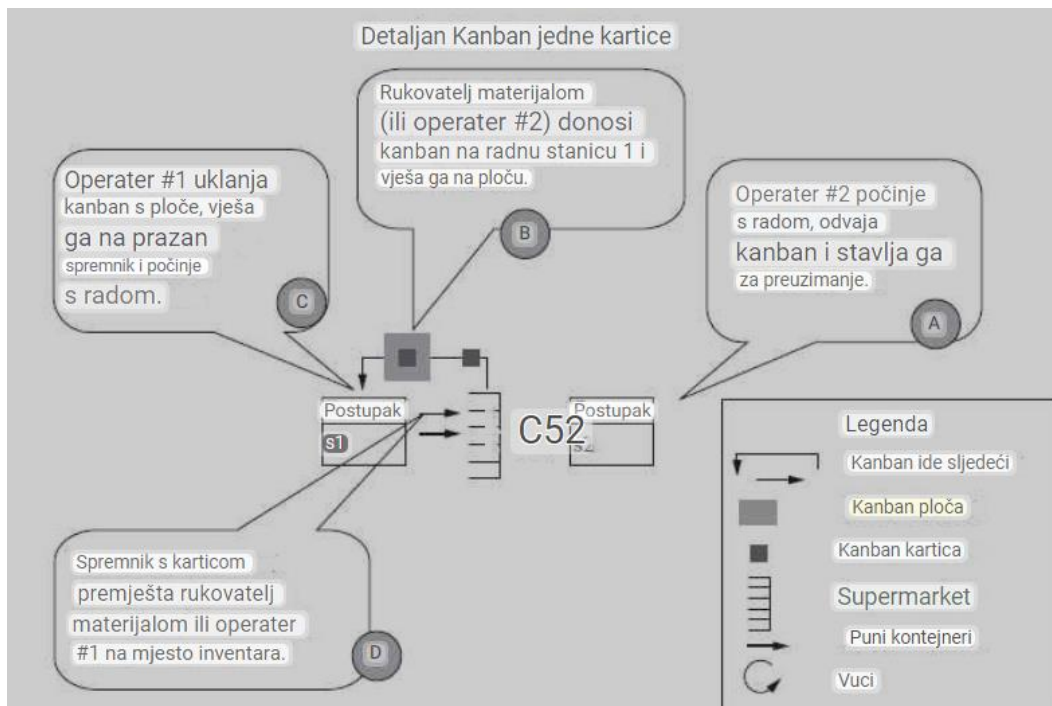 Detaljan Kanban jedne kartice
Rukovatelj materijalom
(ili operater #2) donosi
kanban na radnu stanicu 1 i
vješa ga na ploču.
B
Operater #1 uklanja
kanban s ploče, vješa
ga na prazan
spremnik i počinje
s radom.
C
Operater #2 počinje
s radom, odvaja
kanban i stavlja ga
za preuzimanje.
A
Postupak
s1
C52
Postupak
s2
Spremnik s karticom
premješta rukovatelj
materijalom ili operater
#1 na mjesto inventara.
D
Legenda
Kanban ide sljedeći
Kanban ploča
Kanban kartica
Supermarket
Puni kontejneri
Vuci